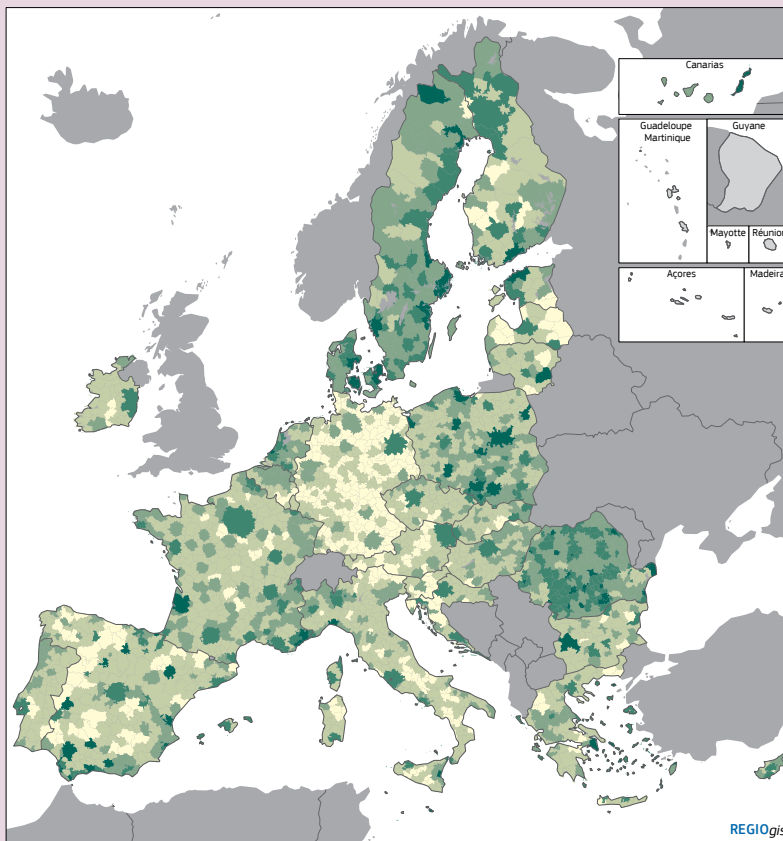 Canarias
Guadeloupe
Martinique
Guyane
Mayotte
Réunion
Açores
Madeira
REGIOgis